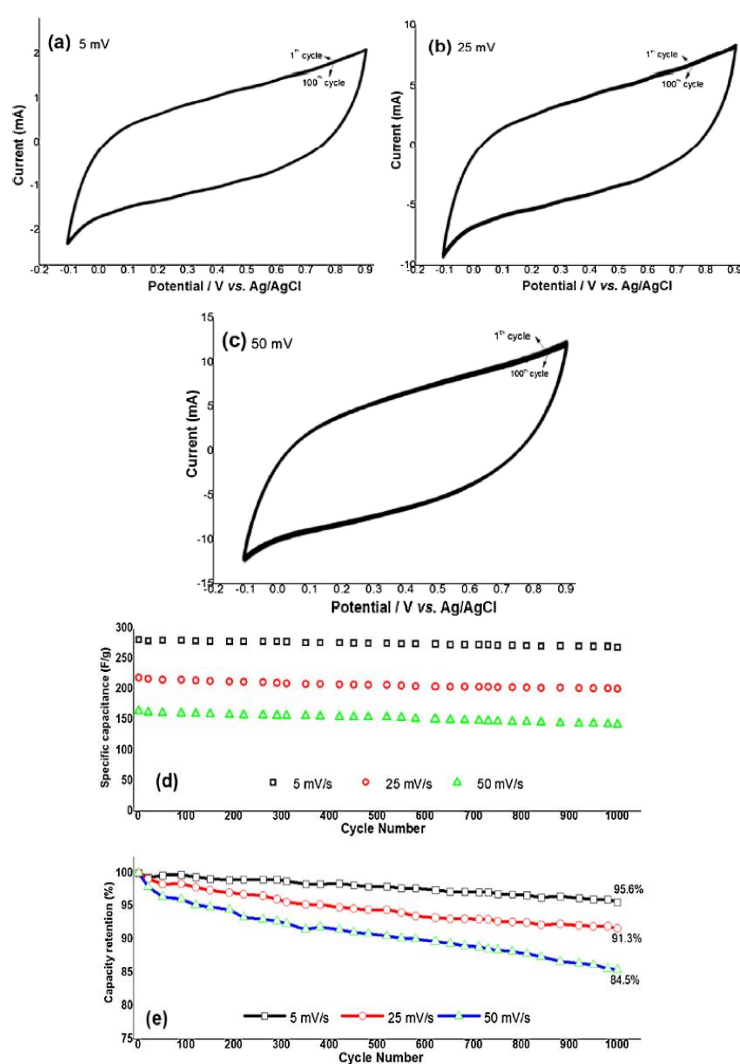 (a) 5 mV
1th cycle
100th cycle
2
1
0
-1
-2
Current (mA)
-0.2 -0.1 0.0 0.1 0.2 0.3 0.4 0.5 0.6 0.7 0.8 0.9
Potential / V vs. Ag/AgCl
(b) 25 mV
1th cycle
100th cycle
10
5
0
-5
-10
Current (mA)
-0.2 -0.1 0.0 0.1 0.2 0.3 0.4 0.5 0.6 0.7 0.8 0.9
Potential / V vs. Ag/AgCl
(c) 50 mV
1th cycle
100th cycle
15
10
5
0
-5
-10
-15
Current (mA)
-0.2 -0.1 0.0 0.1 0.2 0.3 0.4 0.5 0.6 0.7 0.8 0.9
Potential / V vs. Ag/AgCl
300
250
200
150
100
50
0
Specific capacitance (F/g)
(d) 5 mV/s 25 mV/s 50 mV/s
0 100 200 300 400 500 600 700 800 900 1000
Cycle Number
100
95
90
85
80
75
Capacity retention (%)
95.6%
91.3%
84.5%
(e) 5 mV/s 25 mV/s 50 mV/s
0 100 200 300 400 500 600 700 800 900 1000
Cycle Number